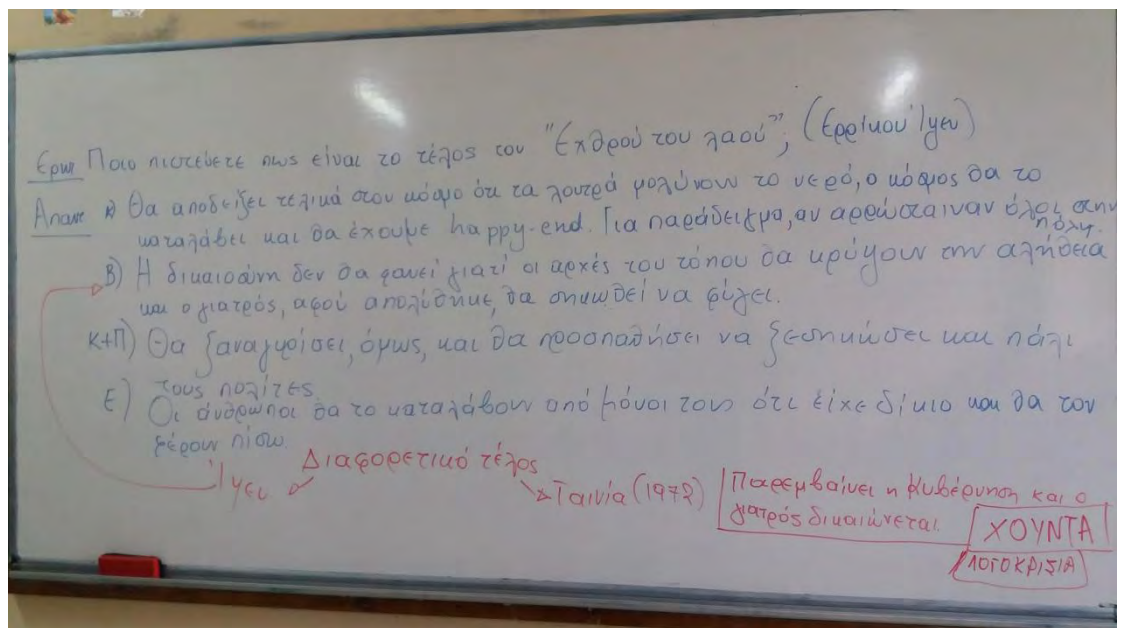 Ερωτ Ποιο πιστεύετε πως είναι το τέλος του "Εχθρού του λαού"; (Ερρίκου Ίψεν)
Απαντ Α) Θα αποδείξει τελικά στον κόσμο ότι τα λουτρά μολύνουν το νερό, ο κόσμος θα το
καταλάβει και θα έχουμε happy-end. Για παράδειγμα, αν αρρώσταιναν όλοι στην
πόλη.
Β) Η δικαιοσύνη δεν θα φανεί γιατί οι αρχές του τόπου θα κρύψουν την αλήθεια
και ο γιατρός, αφού απολύθηκε, θα σηκωθεί να φύγει.
Κ+Π) Θα ξαναγυρίσει, όμως, και θα προσπαθήσει να ξεσηκώσει και πάλι
τους πολίτες
Ε) Οι άνθρωποι θα το καταλάβουν από μόνοι τους ότι είχε δίκιο και θα τον
φέρουν πίσω.
Διαφορετικό τέλος
Ίψεν
Ταινία (1972)
Παρεμβαίνει η κυβέρνηση και ο
γιατρός δικαιώνεται.
ΧΟΥΝΤΑ
ΛΟΓΟΚΡΙΣΙΑ